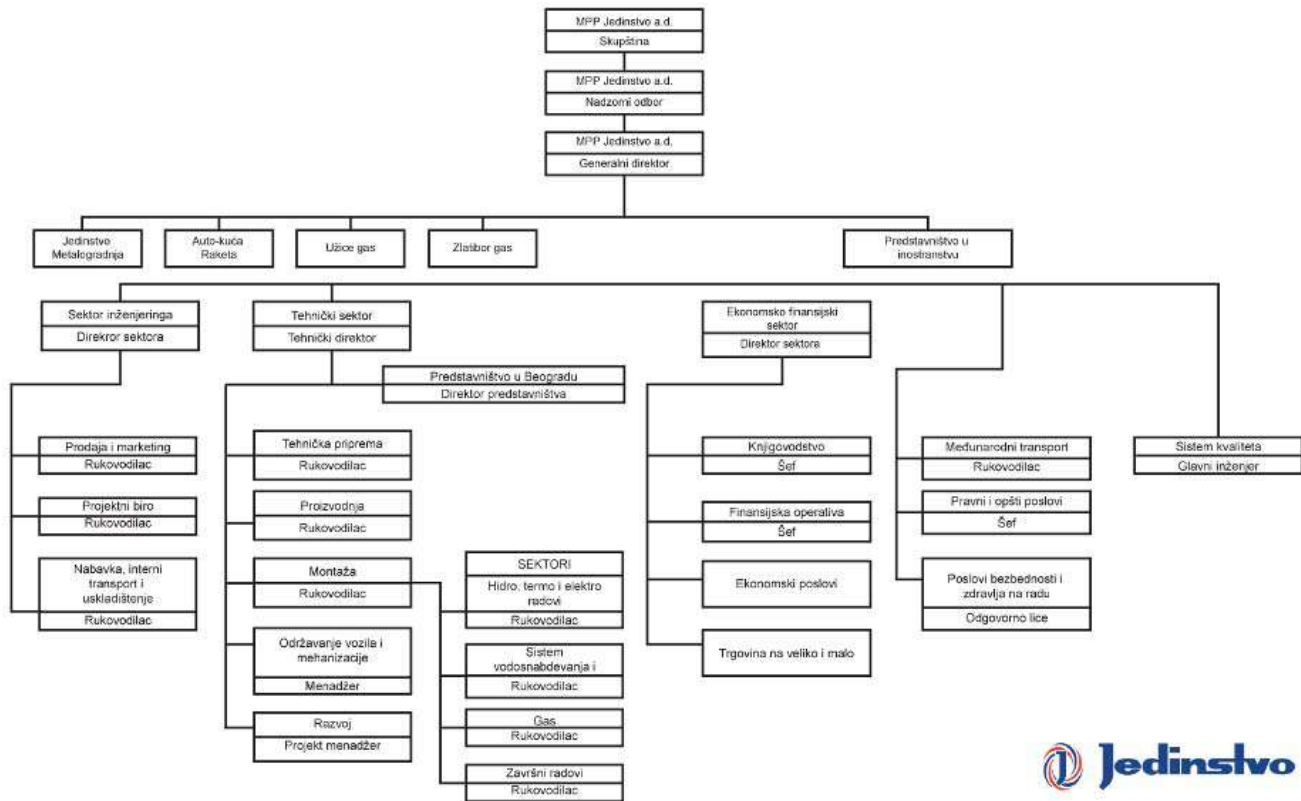 MPP Jedinstvo a.d.
Skupština
MPP Jedinstvo a.d.
Nadzorni odbor
MPP Jedinstvo a.d.
Generalni direktor
Jedinstvo
Metalogradnja
Auto-kuća
Raketa
Užice gas
Zlatibor gas
Predstavništvo u
inostranstvu
Sektor inženjeringa
Direkror sektora
Tehnički sektor
Tehnički direktor
Ekonomsko finansijski
sektor
Direktor sektora
Predstavništvo u Beogradu
Direktor predstavništva
Prodaja i marketing
Rukovodilac
Projektni biro
Rukovodilac
Nabavka, interni
transport i
uskladištenje
Rukovodilac
Tehnička priprema
Rukovodilac
Proizvodnja
Rukovodilac
Montaža
Rukovodilac
Održavanje vozila i
mehanizacije
Menadžer
Razvoj
Projekt menadžer
SEKTORI
Hidro, termo i elektro
radovi
Rukovodilac
Sistem
vodosnabdevanja i
Rukovodilac
Gas
Rukovodilac
Završni radovi
Rukovodilac
Knjigovodstvo
Šef
Finansijska operativa
Šef
Ekonomski poslovi
Trgovina na veliko i malo
Međunarodni transport
Rukovodilac
Pravni i opšti poslovi
Šef
Poslovi bezbednosti i
zdravlja na radu
Odgovorno lice
Sistem kvaliteta
Glavni inženjer
Jedinstvo